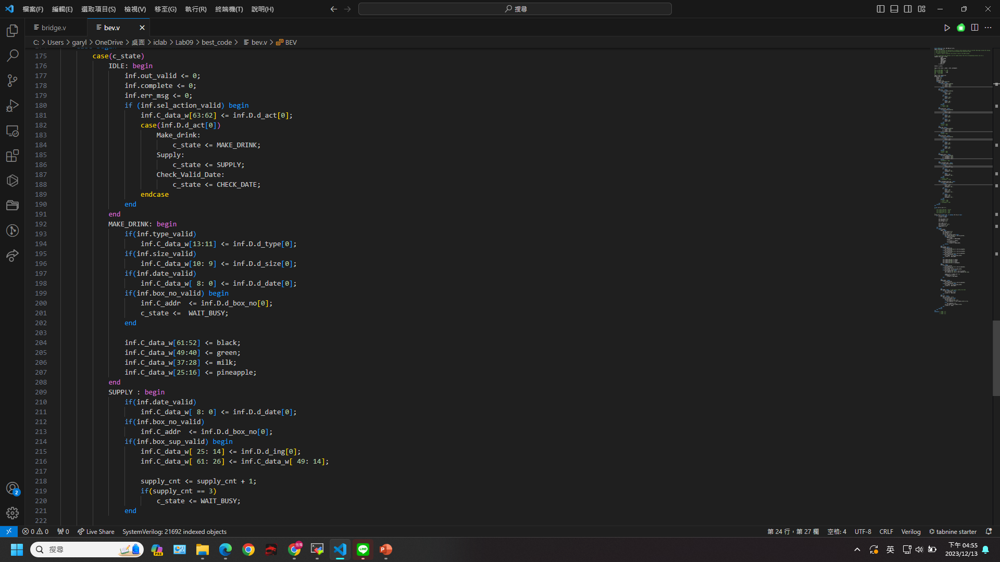 檔案(F) 編輯(E) 選取項目(S) 檢視(V) 移至(G) 執行(R) 終端機(T) 說明(H) 搜尋
bridge.v bev.v
C: > Users > garyl > OneDrive > 桌面 > iclab > Lab09 > best_code > bev.v > BEV
175 case(c_state)
176 IDLE: begin
177 inf.out_valid <= 0;
178 inf.complete <= 0;
179 inf.err_msg <= 0;
180 if (inf.sel_action_valid) begin
181 inf.C_data_w[63:62] <= inf.D.d_act[0];
182 case(inf.D.d_act[0])
183 Make_drink:
184 c_state <= MAKE_DRINK;
185 Supply:
186 c_state <= SUPPLY;
187 Check_Valid_Date:
188 c_state <= CHECK_DATE;
189 endcase
190 end
191 end
192 MAKE_DRINK: begin
193 if(inf.type_valid)
194 inf.C_data_w[13:11] <= inf.D.d_type[0];
195 if(inf.size_valid)
196 inf.C_data_w[10: 9] <= inf.D.d_size[0];
197 if(inf.date_valid)
198 inf.C_data_w[ 8: 0] <= inf.D.d_date[0];
199 if(inf.box_no_valid) begin
200 inf.C_addr  <= inf.D.d_box_no[0];
201 c_state <=  WAIT_BUSY;
202 end
203
204 inf.C_data_w[61:52] <= black;
205 inf.C_data_w[49:40] <= green;
206 inf.C_data_w[37:28] <= milk;
207 inf.C_data_w[25:16] <= pineapple;
208 end
209 SUPPLY : begin
210 if(inf.date_valid)
211 inf.C_data_w[ 8: 0] <= inf.D.d_date[0];
212 if(inf.box_no_valid)
213 inf.C_addr  <= inf.D.d_box_no[0];
214 if(inf.box_sup_valid) begin
215 inf.C_data_w[ 25: 14] <= inf.D.d_ing[0];
216 inf.C_data_w[ 61: 26] <= inf.C_data_w[ 49: 14];
217
218 supply_cnt <= supply_cnt + 1;
219 if(supply_cnt == 3)
220 c_state <= WAIT_BUSY;
221 end
222
2
0 0 0 Live Share SystemVerilog: 21692 indexed objects 第 24 行，第 27 欄 空格: 4 UTF-8 CRLF Verilog tabnine starter
搜尋 PRE 英 下午 04:55
2023/12/13